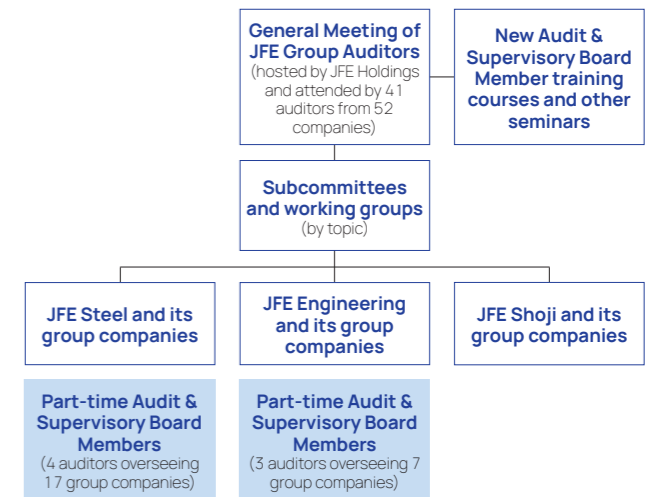 General Meeting of
JFE Group Auditors
(hosted by JFE Holdings
and attended by 41
auditors from 52
companies)
New Audit &
Supervisory Board
Member training
courses and other
seminars
Subcommittees
and working groups
(by topic)
JFE Steel and its
group companies
JFE Engineering
and its group
companies
JFE Shoji and its
group companies
Part-time Audit &
Supervisory Board
Members
(4 auditors overseeing
17 group companies)
Part-time Audit &
Supervisory Board
Members
(3 auditors overseeing 7
group companies)